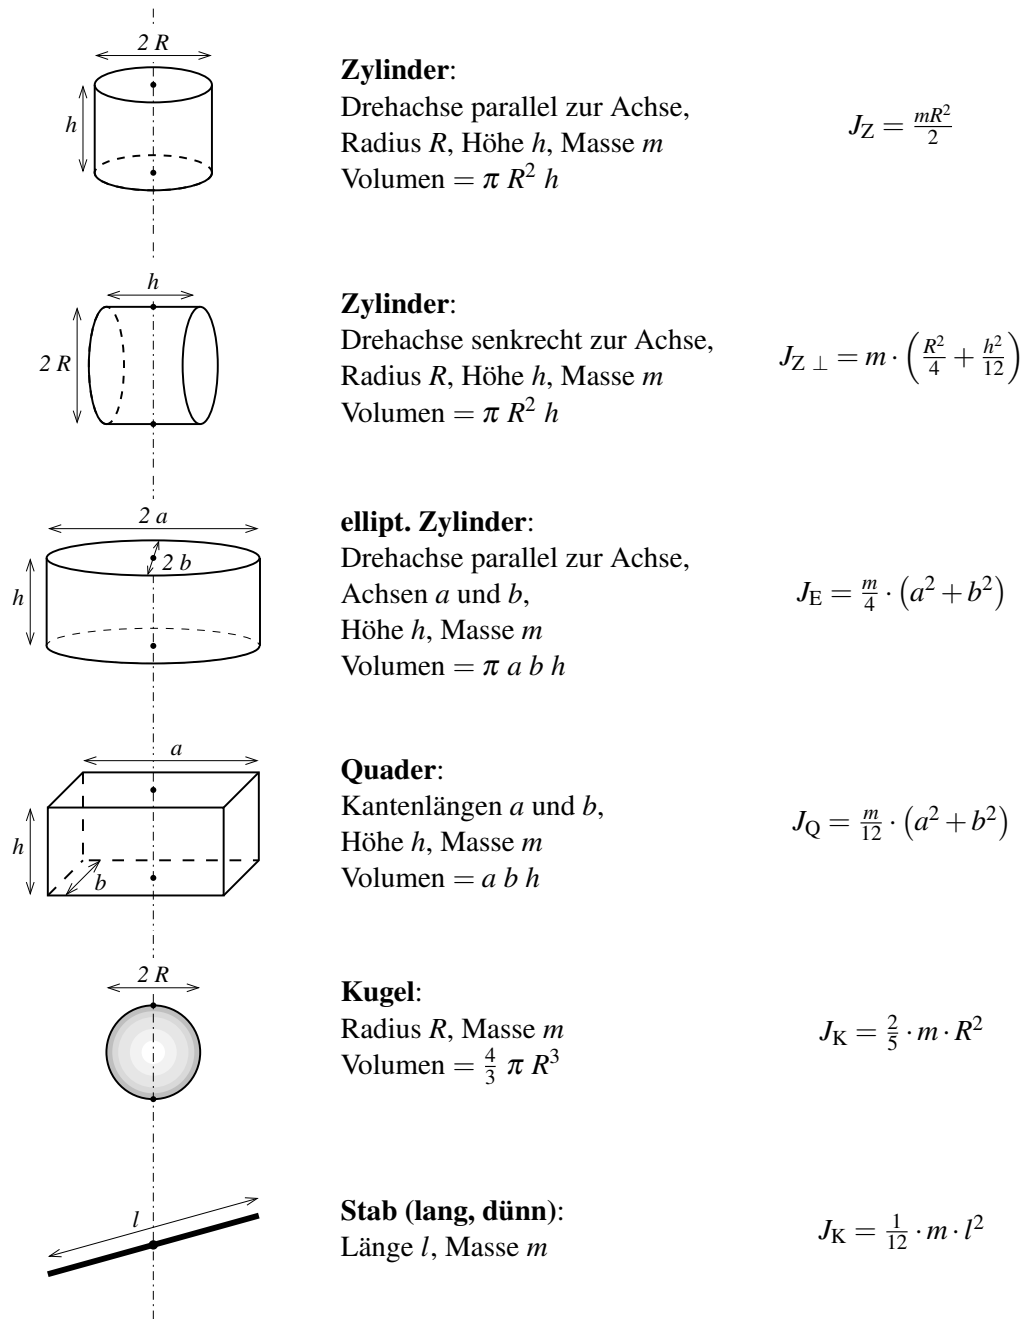 2 R
h
Zylinder:
Drehachse parallel zur Achse,
Radius R, Höhe h, Masse m
Volumen = π R² h
J_Z = mR²/2
h
2 R
Zylinder:
Drehachse senkrecht zur Achse,
Radius R, Höhe h, Masse m
Volumen = π R² h
J_Z ⊥ = m · (R²/4 + h²/12)
2 a
2 b
h
ellipt. Zylinder:
Drehachse parallel zur Achse,
Achsen a und b,
Höhe h, Masse m
Volumen = π a b h
J_E = m/4 · (a² + b²)
a
h
b
Quader:
Kantenlängen a und b,
Höhe h, Masse m
Volumen = a b h
J_Q = m/12 · (a² + b²)
2 R
Kugel:
Radius R, Masse m
Volumen = 4/3 π R³
J_K = 2/5 · m · R²
l
Stab (lang, dünn):
Länge l, Masse m
J_K = 1/12 · m · l²